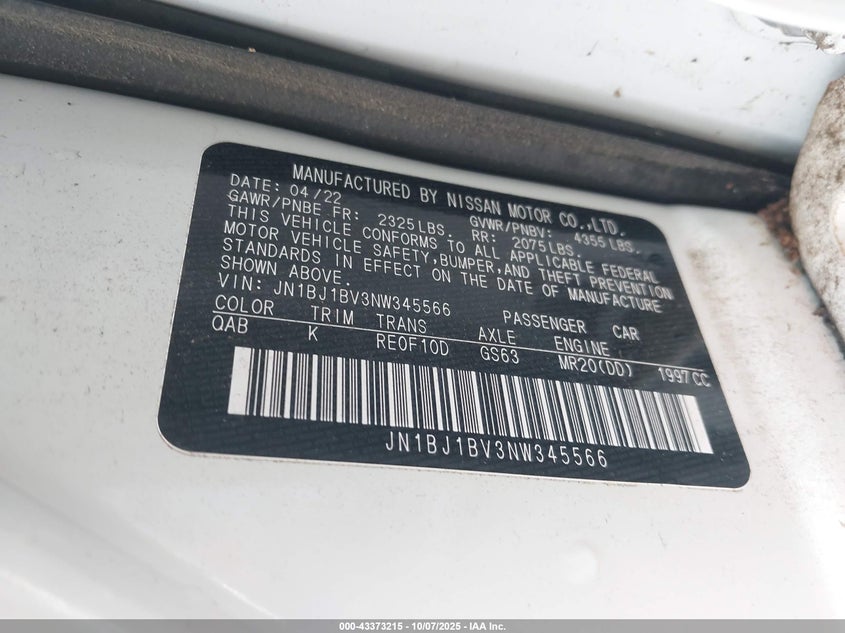 MANUFACTURED BY NISSAN MOTOR CO.,LTD.
DATE: 04/22 GVWR/PNBV: 4355 LBS.
GAWR/PNBE FR: 2325 LBS. RR: 2075 LBS.
THIS VEHICLE CONFORMS TO ALL APPLICABLE FEDERAL
MOTOR VEHICLE SAFETY, BUMPER, AND THEFT PREVENTION
STANDARDS IN EFFECT ON THE DATE OF MANUFACTURE
SHOWN ABOVE.
VIN: JN1BJ1BV3NW345566 PASSENGER CAR
COLOR TRIM TRANS AXLE ENGINE
QAB K RE0F10D GS63 MR20(DD) 1997 CC
JN1BJ1BV3NW345566
000-43373215 - 10/07/2025 - IAA Inc.